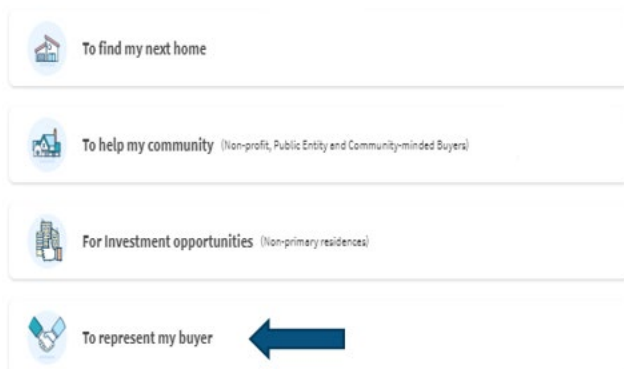 To find my next home
To help my community (Non-profit, Public Entity and Community-minded Buyers)
For Investment opportunities (Non-primary residences)
To represent my buyer